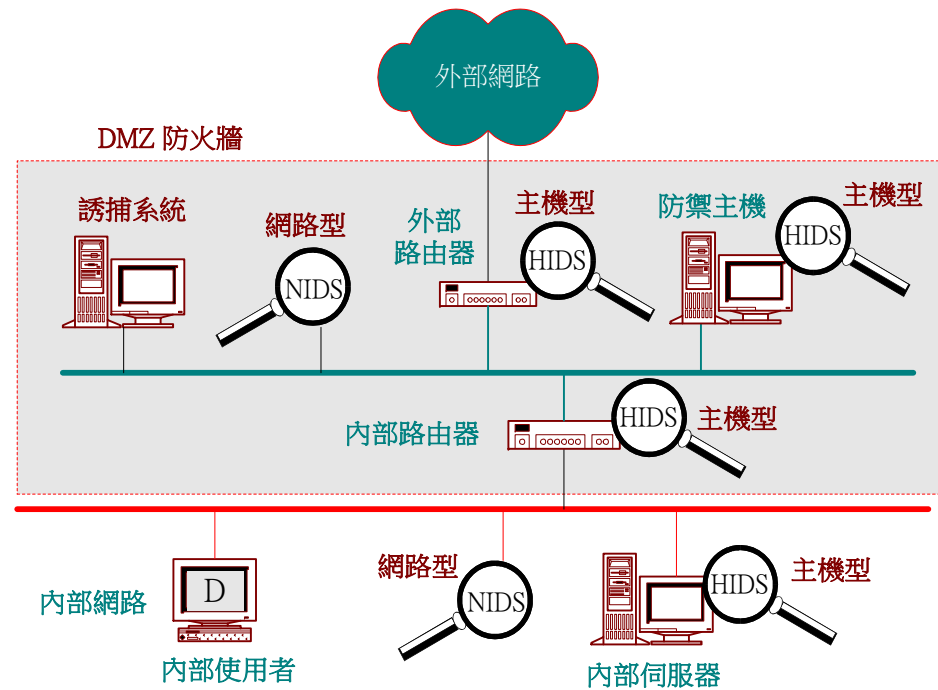 外部網路
DMZ 防火牆
誘捕系統
網路型
NIDS
外部
路由器
主機型
HIDS
防禦主機
主機型
HIDS
內部路由器
HIDS
主機型
內部網路
D
內部使用者
網路型
NIDS
HIDS
主機型
內部伺服器